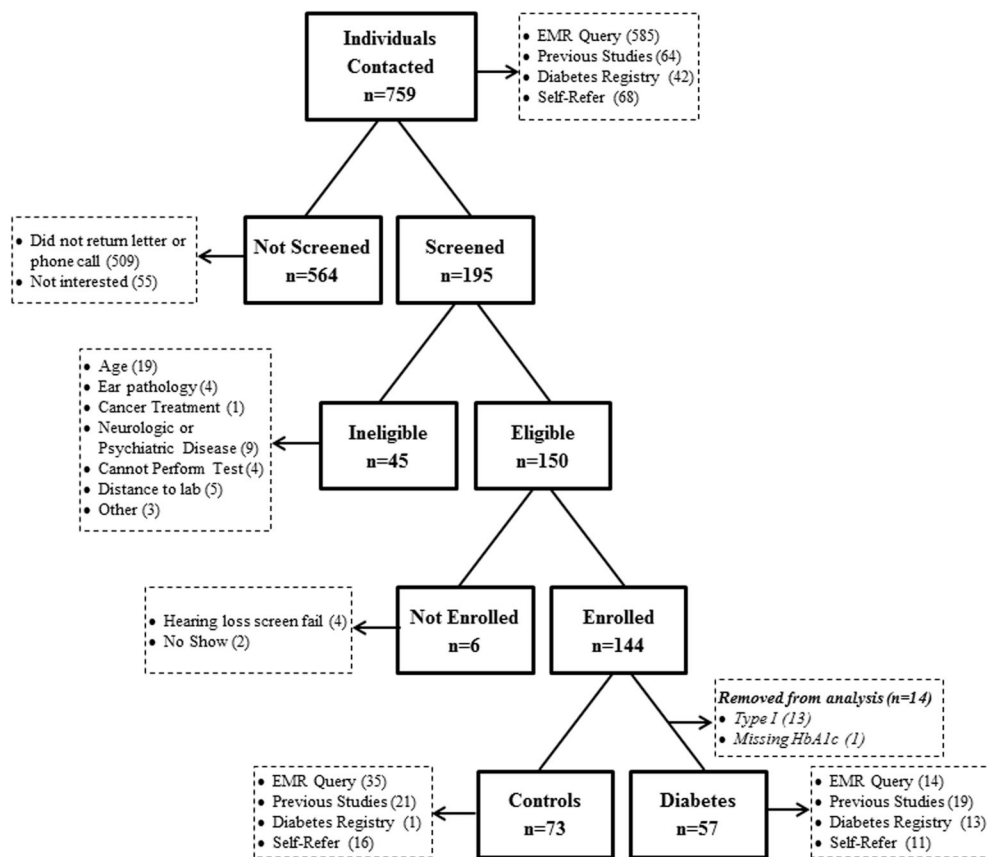 Individuals
Contacted
n=759
• EMR Query (585)
• Previous Studies (64)
• Diabetes Registry (42)
• Self-Refer (68)
• Did not return letter or
phone call (509)
• Not interested (55)
Not Screened
n=564
Screened
n=195
• Age (19)
• Ear pathology (4)
• Cancer Treatment (1)
• Neurologic or
Psychiatric Disease (9)
• Cannot Perform Test (4)
• Distance to lab (5)
• Other (3)
Ineligible
n=45
Eligible
n=150
• Hearing loss screen fail (4)
• No Show (2)
Not Enrolled
n=6
Enrolled
n=144
Removed from analysis (n=14)
• Type I (13)
• Missing HbA1c (1)
• EMR Query (35)
• Previous Studies (21)
• Diabetes Registry (1)
• Self-Refer (16)
Controls
n=73
Diabetes
n=57
• EMR Query (14)
• Previous Studies (19)
• Diabetes Registry (13)
• Self-Refer (11)